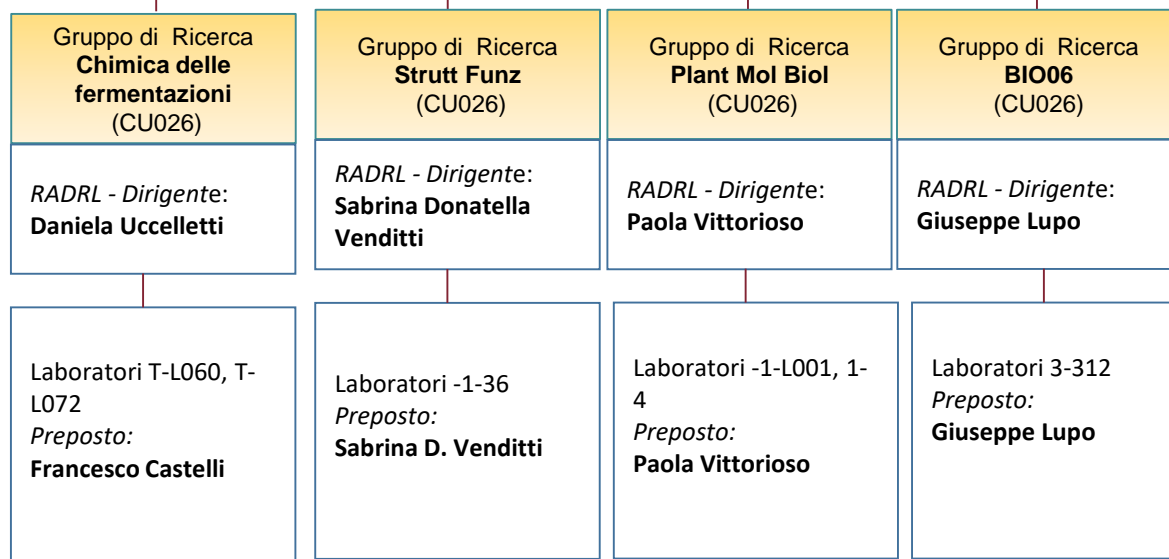 Gruppo di Ricerca
Chimica delle
fermentazioni
(CU026)
RADRL - Dirigente:
Daniela Uccelletti
Laboratori T-L060, T-
L072
Preposto:
Francesco Castelli
Gruppo di Ricerca
Strutt Funz
(CU026)
RADRL - Dirigente:
Sabrina Donatella
Venditti
Laboratori -1-36
Preposto:
Sabrina D. Venditti
Gruppo di Ricerca
Plant Mol Biol
(CU026)
RADRL - Dirigente:
Paola Vittorioso
Laboratori -1-L001, 1-
4
Preposto:
Paola Vittorioso
Gruppo di Ricerca
BIO06
(CU026)
RADRL - Dirigente:
Giuseppe Lupo
Laboratori 3-312
Preposto:
Giuseppe Lupo